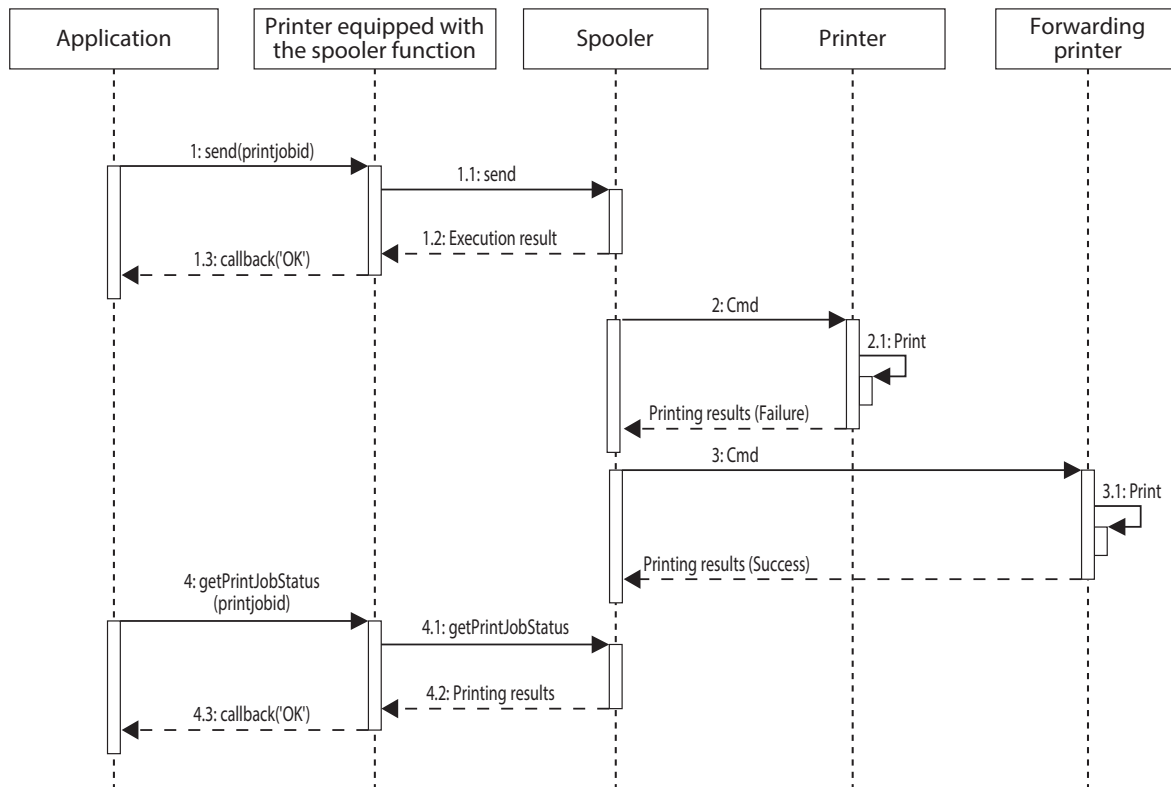 Application
Printer equipped with
the spooler function
Spooler
Printer
Forwarding
printer
1: send(printjobid)
1.1: send
1.2: Execution result
1.3: callback('OK')
2: Cmd
2.1: Print
Printing results (Failure)
3: Cmd
3.1: Print
Printing results (Success)
4: getPrintJobStatus
(printjobid)
4.1: getPrintJobStatus
4.2: Printing results
4.3: callback('OK')